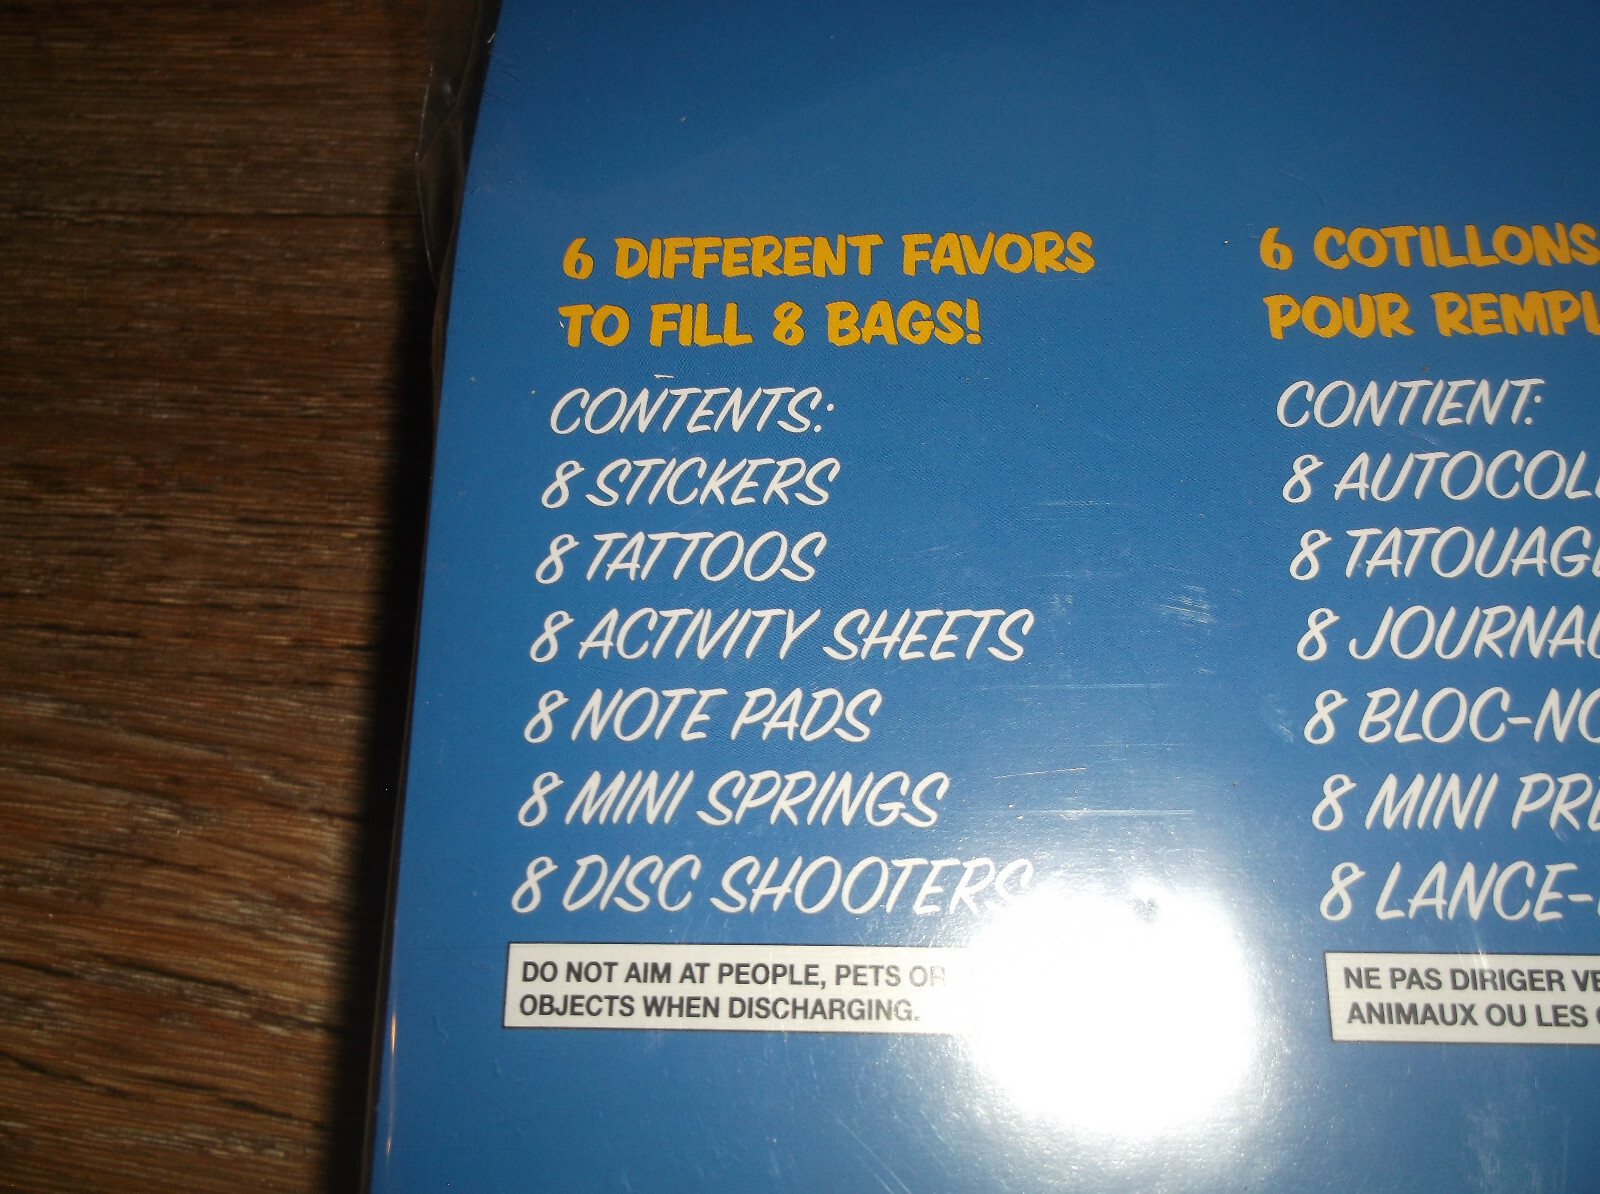 6 DIFFERENT FAVORS
TO FILL 8 BAGS!
CONTENTS:
8 STICKERS
8 TATTOOS
8 ACTIVITY SHEETS
8 NOTE PADS
8 MINI SPRINGS
8 DISC SHOOTERS
DO NOT AIM AT PEOPLE, PETS OR
OBJECTS WHEN DISCHARGING.
6 COTILLONS
POUR
CONTIENT:
8
8
8
8
8 MINI
8
NE PAS DIRIGER
ANIMAUX OU LES